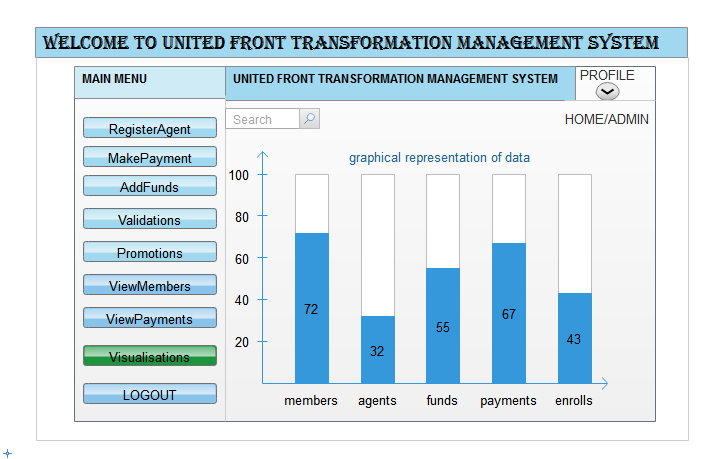 WELCOME TO UNITED FRONT TRANSFORMATION MANAGEMENT SYSTEM
MAIN MENU
UNITED FRONT TRANSFORMATION MANAGEMENT SYSTEM
PROFILE
Search
HOME/ADMIN
RegisterAgent
MakePayment
AddFunds
Validations
Promotions
ViewMembers
ViewPayments
Visualisations
LOGOUT
graphical representation of data
100
80
60
40
20
72
32
55
67
43
members agents funds payments enrolls